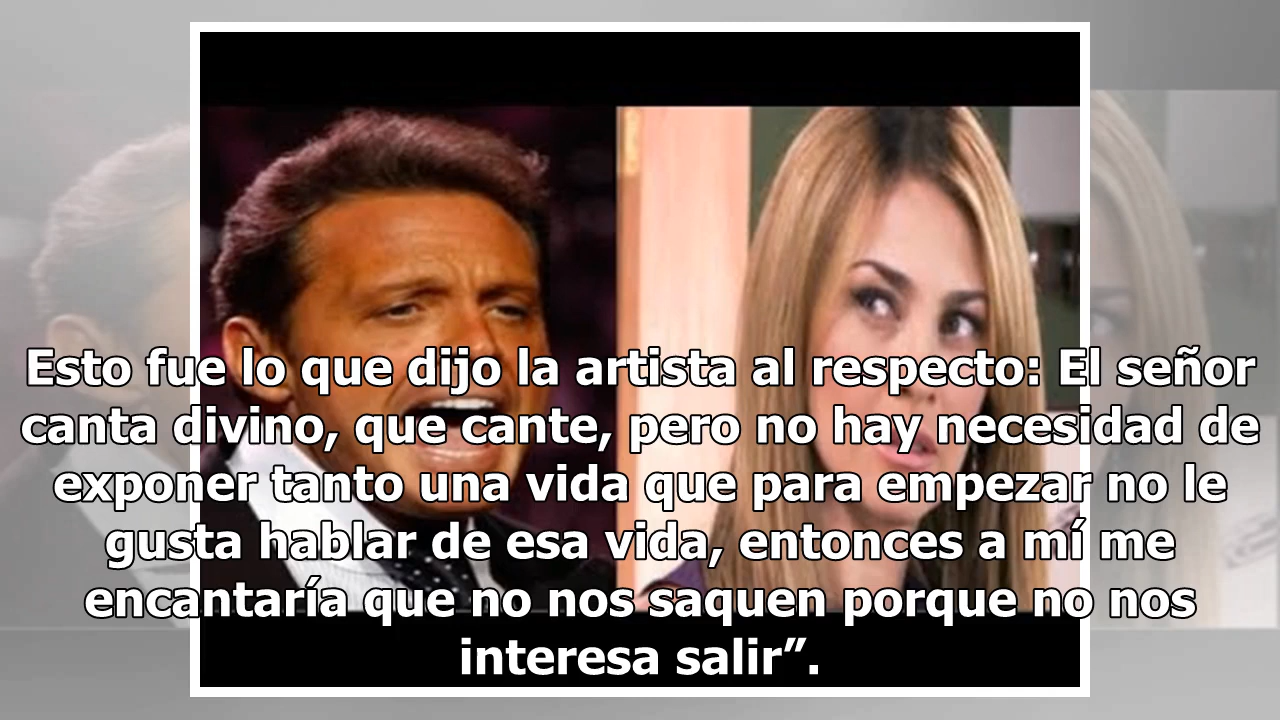 Esto fue lo que dijo la artista al respecto: El señor
canta divino, que cante, pero no hay necesidad de
exponer tanto una vida que para empezar no le
gusta hablar de esa vida, entonces a mí me
encantaría que no nos saquen porque no nos
interesa salir”.